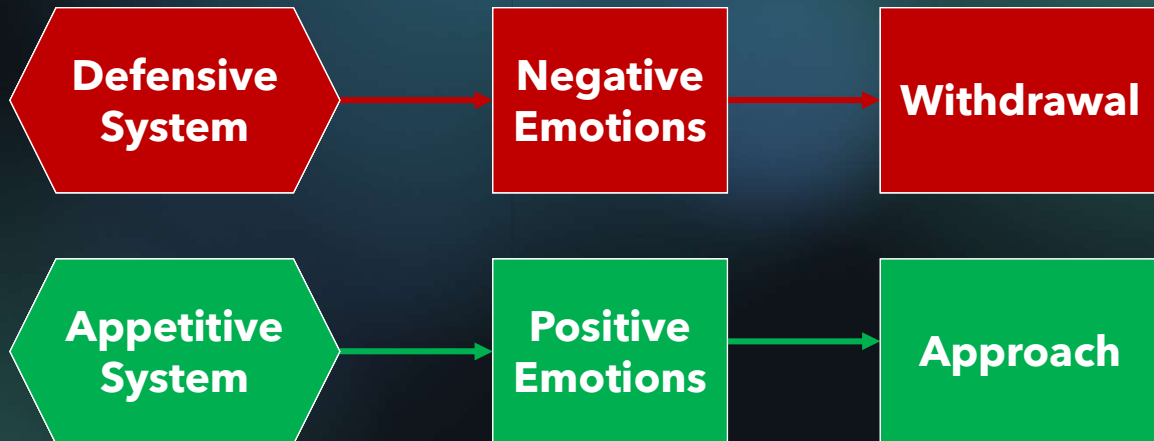 Defensive
System
Negative
Emotions
Withdrawal
Appetitive
System
Positive
Emotions
Approach